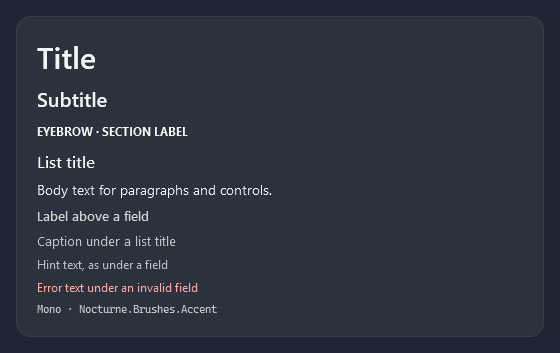 Title
Subtitle
EYEBROW · SECTION LABEL
List title
Body text for paragraphs and controls.
Label above a field
Caption under a list title
Hint text, as under a field
Error text under an invalid field
Mono · Nocturne.Brushes.Accent